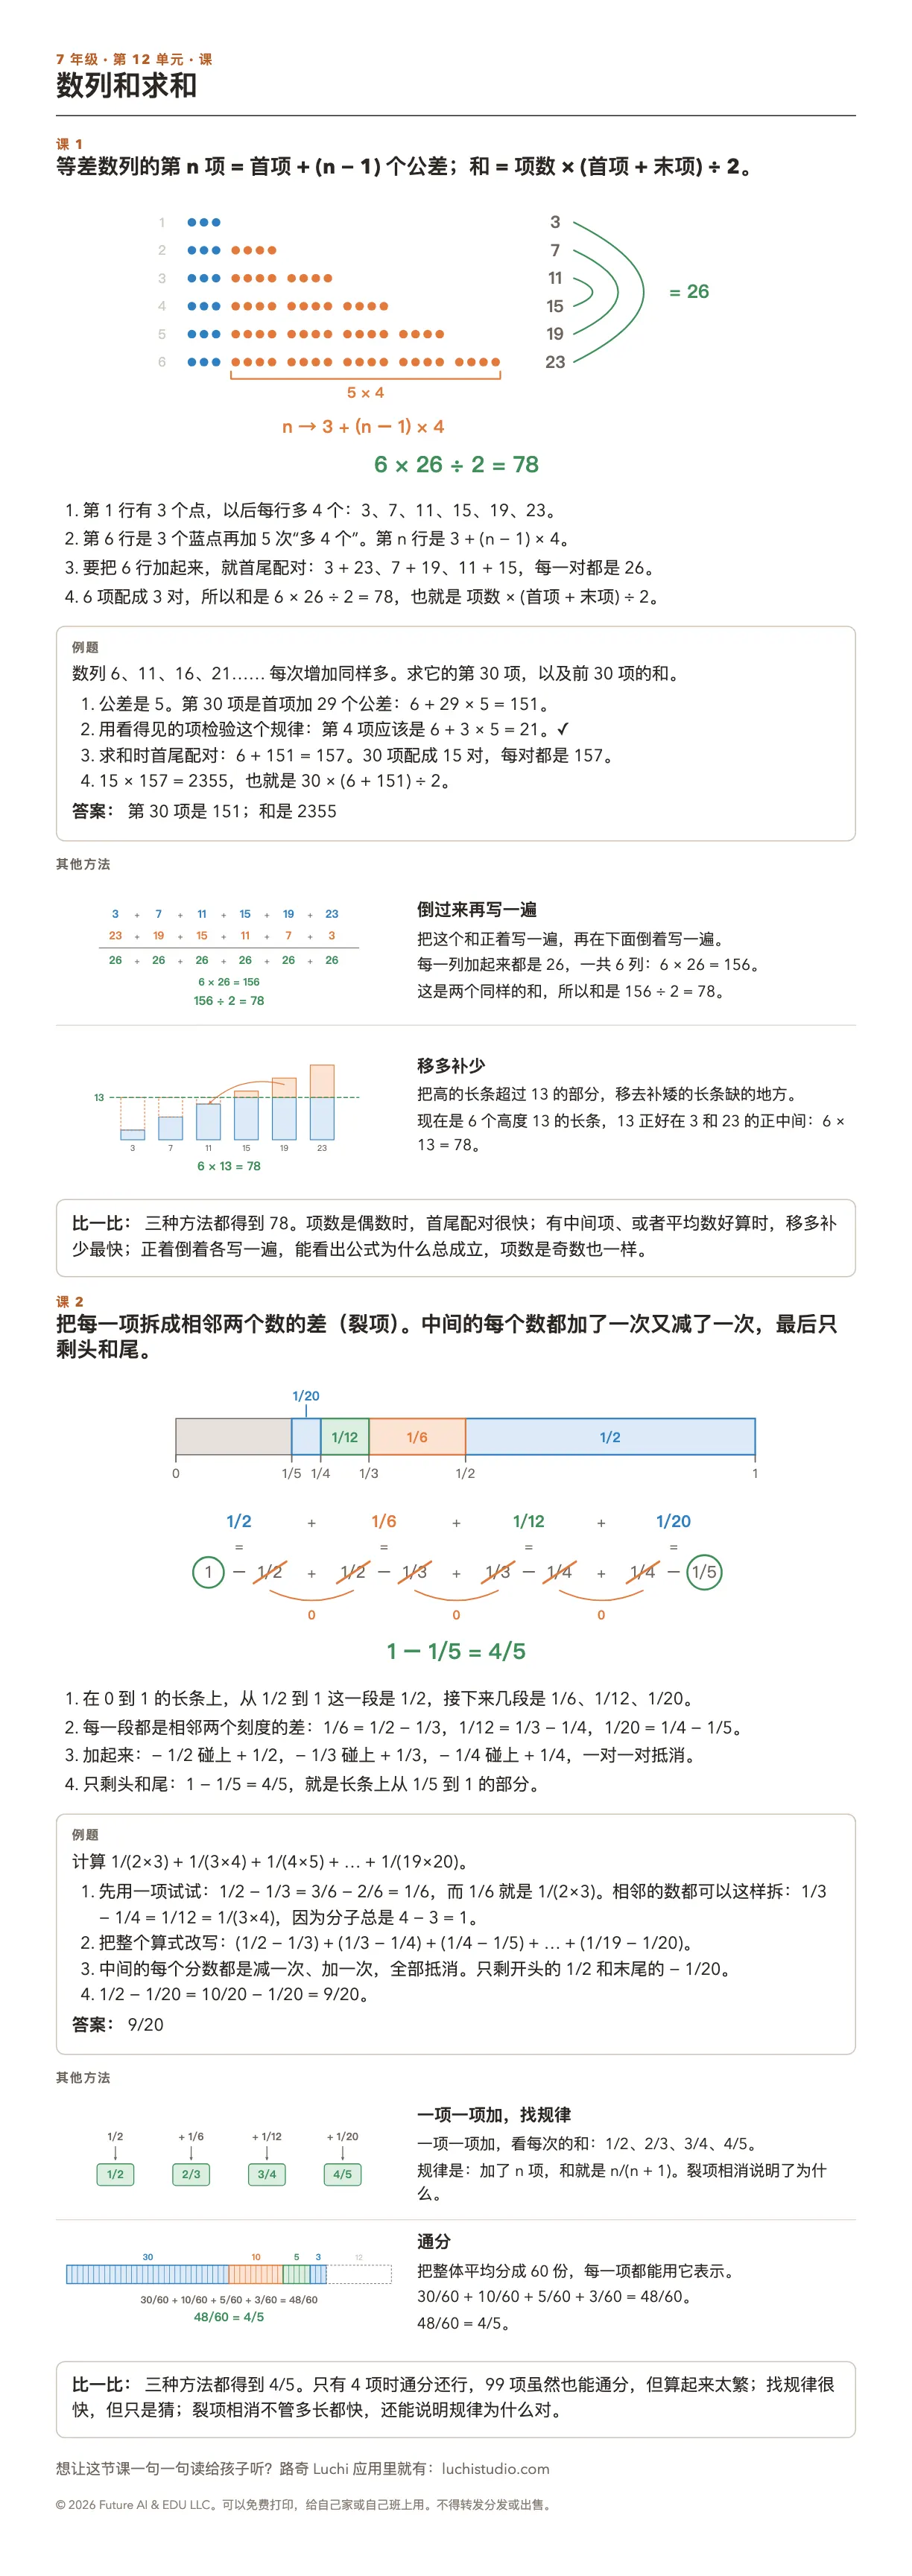 7 年级 · 第 12 单元 · 课
数列和求和
课 1
等差数列的第 n 项 = 首项 + (n − 1) 个公差；和 = 项数 × (首项 + 末项) ÷ 2。
1
2
3
4
5
6
5 × 4
n → 3 + (n − 1) × 4
3
7
11
15
19
23
= 26
6 × 26 ÷ 2 = 78
1. 第 1 行有 3 个点，以后每行多 4 个：3、7、11、15、19、23。
2. 第 6 行是 3 个蓝点再加 5 次“多 4 个”。第 n 行是 3 + (n − 1) × 4。
3. 要把 6 行加起来，就首尾配对：3 + 23、7 + 19、11 + 15，每一对都是 26。
4. 6 项配成 3 对，所以和是 6 × 26 ÷ 2 = 78，也就是 项数 × (首项 + 末项) ÷ 2。
例题
数列 6、11、16、21…… 每次增加同样多。求它的第 30 项，以及前 30 项的和。
1. 公差是 5。第 30 项是首项加 29 个公差：6 + 29 × 5 = 151。
2. 用看得见的项检验这个规律：第 4 项应该是 6 + 3 × 5 = 21。✓
3. 求和时首尾配对：6 + 151 = 157。30 项配成 15 对，每对都是 157。
4. 15 × 157 = 2355，也就是 30 × (6 + 151) ÷ 2。
答案： 第 30 项是 151；和是 2355
其他方法
3 + 7 + 11 + 15 + 19 + 23
23 + 19 + 15 + 11 + 7 + 3
26 + 26 + 26 + 26 + 26 + 26
6 × 26 = 156
156 ÷ 2 = 78
倒过来再写一遍
把这个和正着写一遍，再在下面倒着写一遍。
每一列加起来都是 26，一共 6 列：6 × 26 = 156。
这是两个同样的和，所以和是 156 ÷ 2 = 78。
13
3 7 11 15 19 23
6 × 13 = 78
移多补少
把高的长条超过 13 的部分，移去补矮的长条缺的地方。
现在是 6 个高度 13 的长条，13 正好在 3 和 23 的正中间：6 ×
13 = 78。
比一比： 三种方法都得到 78。项数是偶数时，首尾配对很快；有中间项、或者平均数好算时，移多补
少最快；正着倒着各写一遍，能看出公式为什么总成立，项数是奇数也一样。
课 2
把每一项拆成相邻两个数的差（裂项）。中间的每个数都加了一次又减了一次，最后只
剩头和尾。
1/20
1/12 1/6 1/2
0 1/5 1/4 1/3 1/2 1
1/2 + 1/6 + 1/12 + 1/20
= = = =
1 − 1/2 + 1/2 − 1/3 + 1/3 − 1/4 + 1/4 − 1/5
0 0 0
1 − 1/5 = 4/5
1. 在 0 到 1 的长条上，从 1/2 到 1 这一段是 1/2，接下来几段是 1/6、1/12、1/20。
2. 每一段都是相邻两个刻度的差：1/6 = 1/2 − 1/3，1/12 = 1/3 − 1/4，1/20 = 1/4 − 1/5。
3. 加起来：− 1/2 碰上 + 1/2，− 1/3 碰上 + 1/3，− 1/4 碰上 + 1/4，一对一对抵消。
4. 只剩头和尾：1 − 1/5 = 4/5，就是长条上从 1/5 到 1 的部分。
例题
计算 1/(2×3) + 1/(3×4) + 1/(4×5) + … + 1/(19×20)。
1. 先用一项试试：1/2 − 1/3 = 3/6 − 2/6 = 1/6，而 1/6 就是 1/(2×3)。相邻的数都可以这样拆：1/3
− 1/4 = 1/12 = 1/(3×4)，因为分子总是 4 − 3 = 1。
2. 把整个算式改写：(1/2 − 1/3) + (1/3 − 1/4) + (1/4 − 1/5) + … + (1/19 − 1/20)。
3. 中间的每个分数都是减一次、加一次，全部抵消。只剩开头的 1/2 和末尾的 − 1/20。
4. 1/2 − 1/20 = 10/20 − 1/20 = 9/20。
答案： 9/20
其他方法
1/2 + 1/6 + 1/12 + 1/20
1/2 2/3 3/4 4/5
一项一项加，找规律
一项一项加，看每次的和：1/2、2/3、3/4、4/5。
规律是：加了 n 项，和就是 n/(n + 1)。裂项相消说明了为什
么。
30 10 5 3 12
30/60 + 10/60 + 5/60 + 3/60 = 48/60
48/60 = 4/5
通分
把整体平均分成 60 份，每一项都能用它表示。
30/60 + 10/60 + 5/60 + 3/60 = 48/60。
48/60 = 4/5。
比一比： 三种方法都得到 4/5。只有 4 项时通分还行，99 项虽然也能通分，但算起来太繁；找规律很
快，但只是猜；裂项相消不管多长都快，还能说明规律为什么对。
想让这节课一句一句读给孩子听？路奇 Luchi 应用里就有：luchistudio.com
© 2026 Future AI & EDU LLC。可以免费打印，给自己家或自己班上用。不得转发分发或出售。